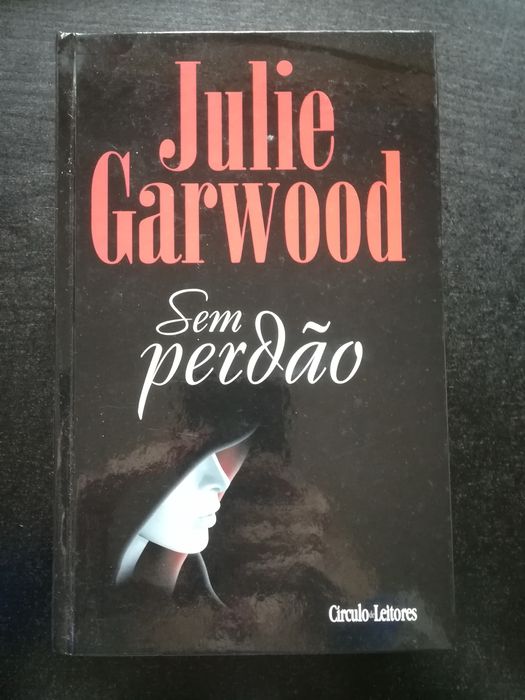 Julie
Garwood
Sem
perdão
Círculo de Leitores